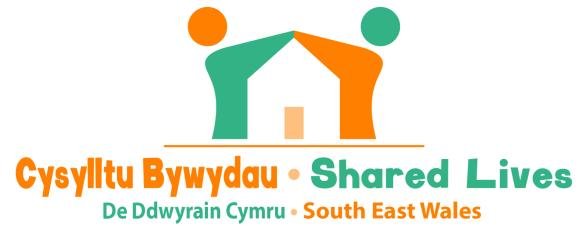 Cysylltu Bywydau • Shared Lives
De Ddwyrain Cymru • South East Wales